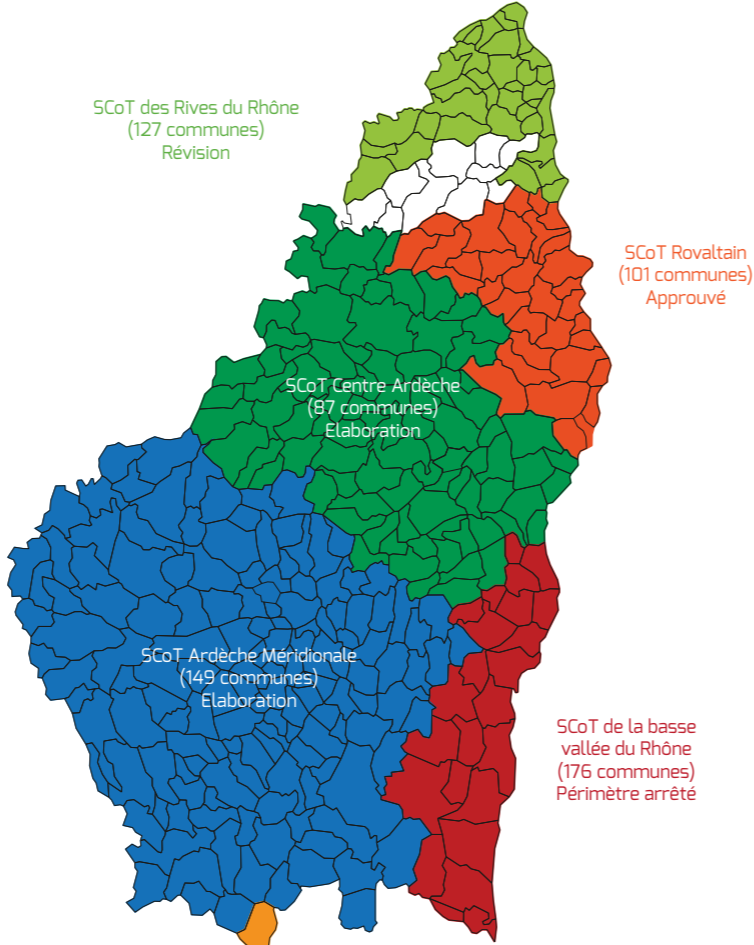 SCoT des Rives du Rhône
(127 communes)
Révision
SCoT Rovaltain
(101 communes)
Approuvé
SCoT Centre Ardèche
(87 communes)
Elaboration
SCoT Ardèche Méridionale
(149 communes)
Elaboration
SCoT de la basse
vallée du Rhône
(176 communes)
Périmètre arrêté